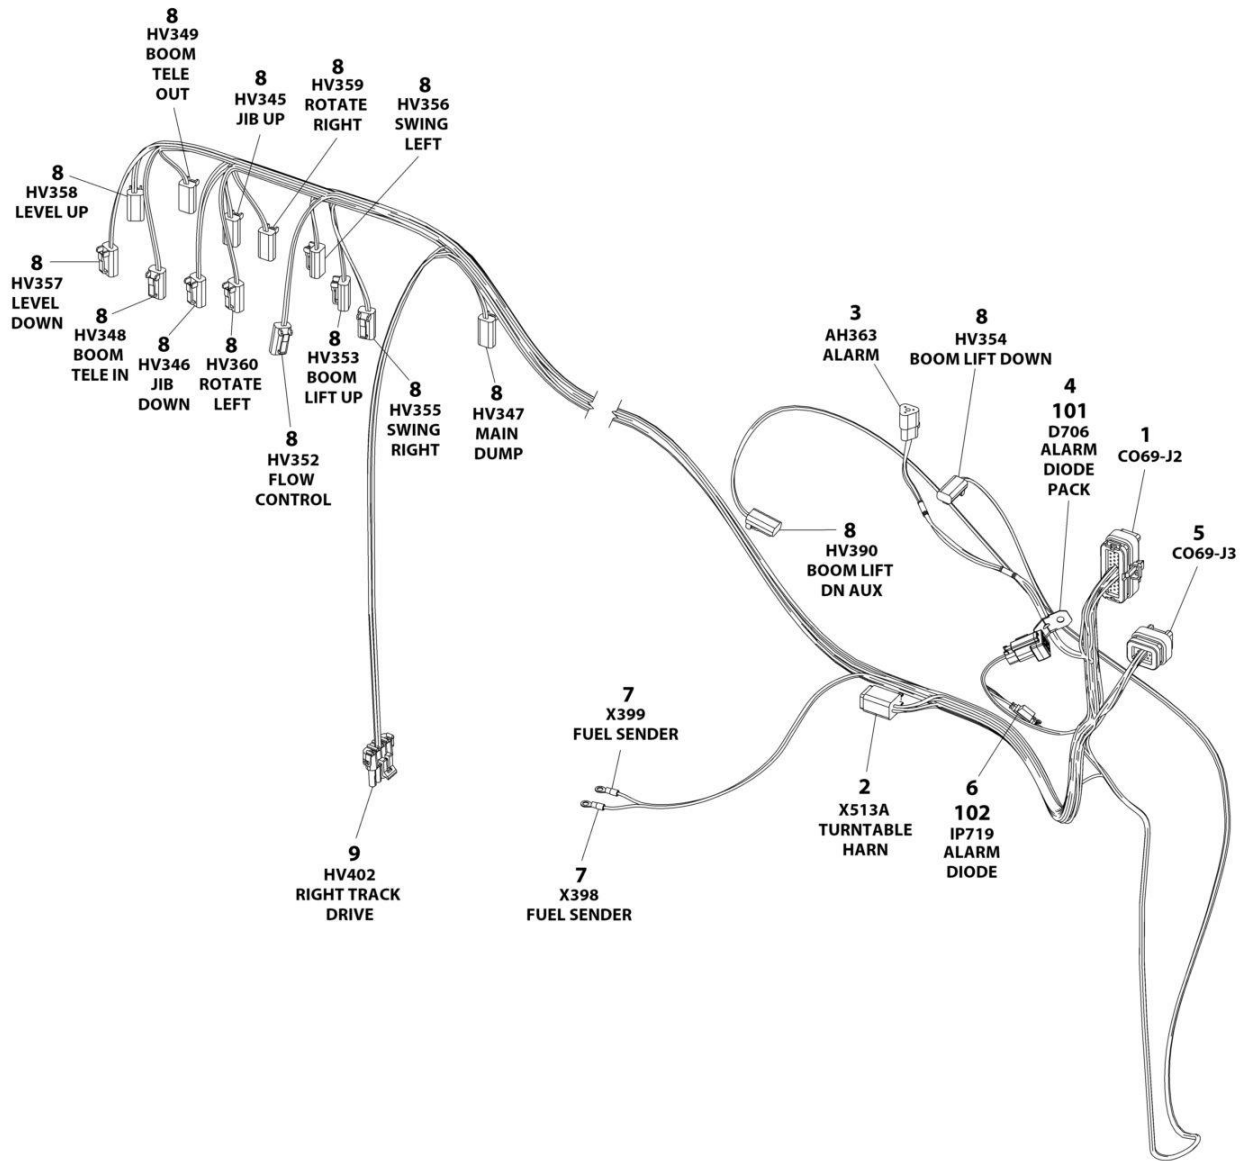 8
HV349
BOOM
TELE
OUT
8
HV345
JIB UP
8
HV359
ROTATE
RIGHT
8
HV356
SWING
LEFT
8
HV358
LEVEL UP
8
HV357
LEVEL
DOWN
8
HV348
BOOM
TELE IN
8
HV346
JIB
DOWN
8
HV360
ROTATE
LEFT
8
HV352
FLOW
CONTROL
8
HV353
BOOM
LIFT UP
8
HV355
SWING
RIGHT
8
HV347
MAIN
DUMP
3
AH363
ALARM
8
HV354
BOOM LIFT DOWN
4
101
D706
ALARM
DIODE
PACK
1
CO69-J2
5
CO69-J3
8
HV390
BOOM LIFT
DN AUX
7
X399
FUEL SENDER
7
X398
FUEL SENDER
2
X513A
TURNTABLE
HARN
6
102
IP719
ALARM
DIODE
9
HV402
RIGHT TRACK
DRIVE